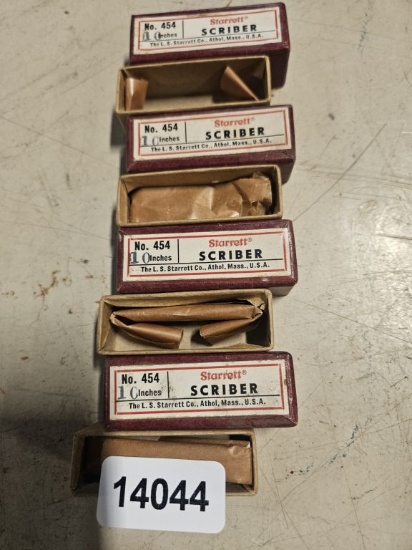 No. 454
Starrett®
10 Inches
SCRIBER
The L. S. Starrett Co., Athol, Mass., U.S.A.
No. 454
Starrett®
10 Inches
SCRIBER
The L. S. Starrett Co., Athol, Mass., U.S.A.
No. 454
Starrett®
10 Inches
SCRIBER
The L. S. Starrett Co., Athol, Mass., U.S.A.
No. 454
Starrett®
10 Inches
SCRIBER
The L. S. Starrett Co., Athol, Mass., U.S.A.
14044